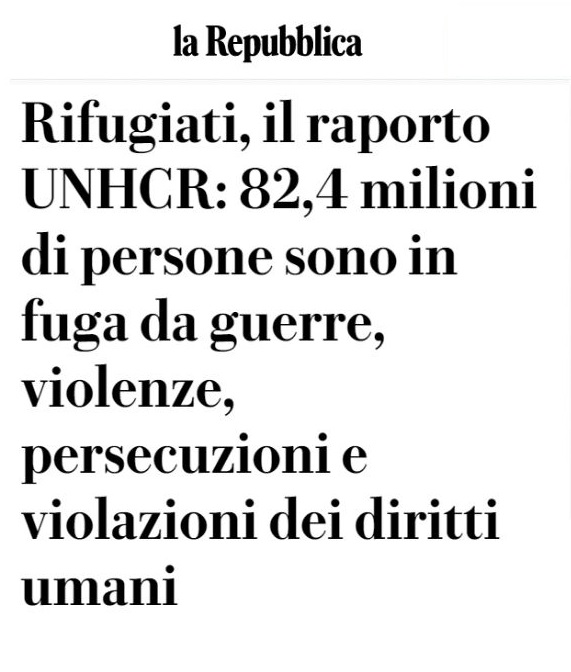 la Repubblica
Rifugiati, il raporto
UNHCR: 82,4 milioni
di persone sono in
fuga da guerre,
violenze,
persecuzioni e
violazioni dei diritti
umani